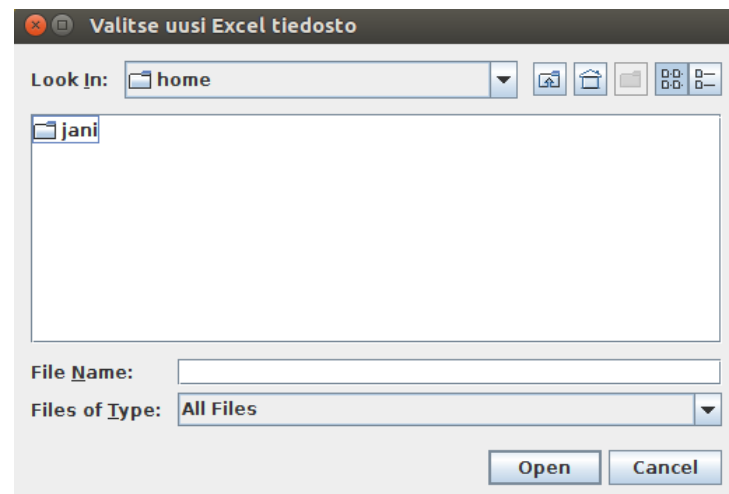 Valitse uusi Excel tiedosto
Look In: home
jani
File Name:
Files of Type: All Files
Open Cancel